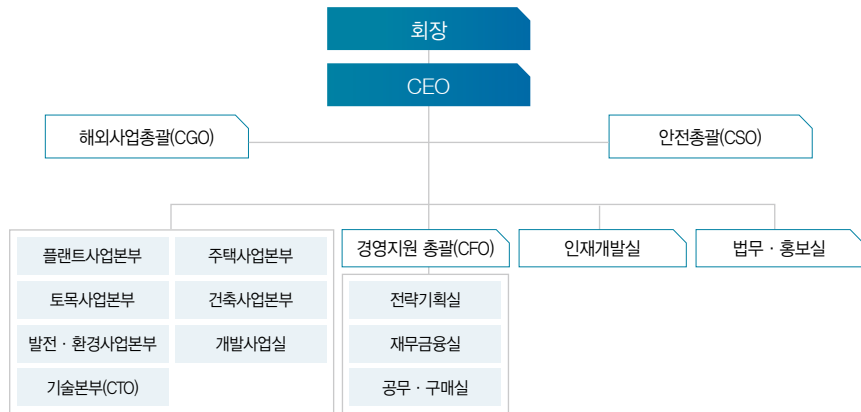 회장
CEO
해외사업총괄(CGO)
안전총괄(CSO)
플랜트사업본부
주택사업본부
토목사업본부
건축사업본부
발전 · 환경사업본부
개발사업실
기술본부(CTO)
경영지원 총괄(CFO)
전략기획실
재무금융실
공무 · 구매실
인재개발실
법무 · 홍보실